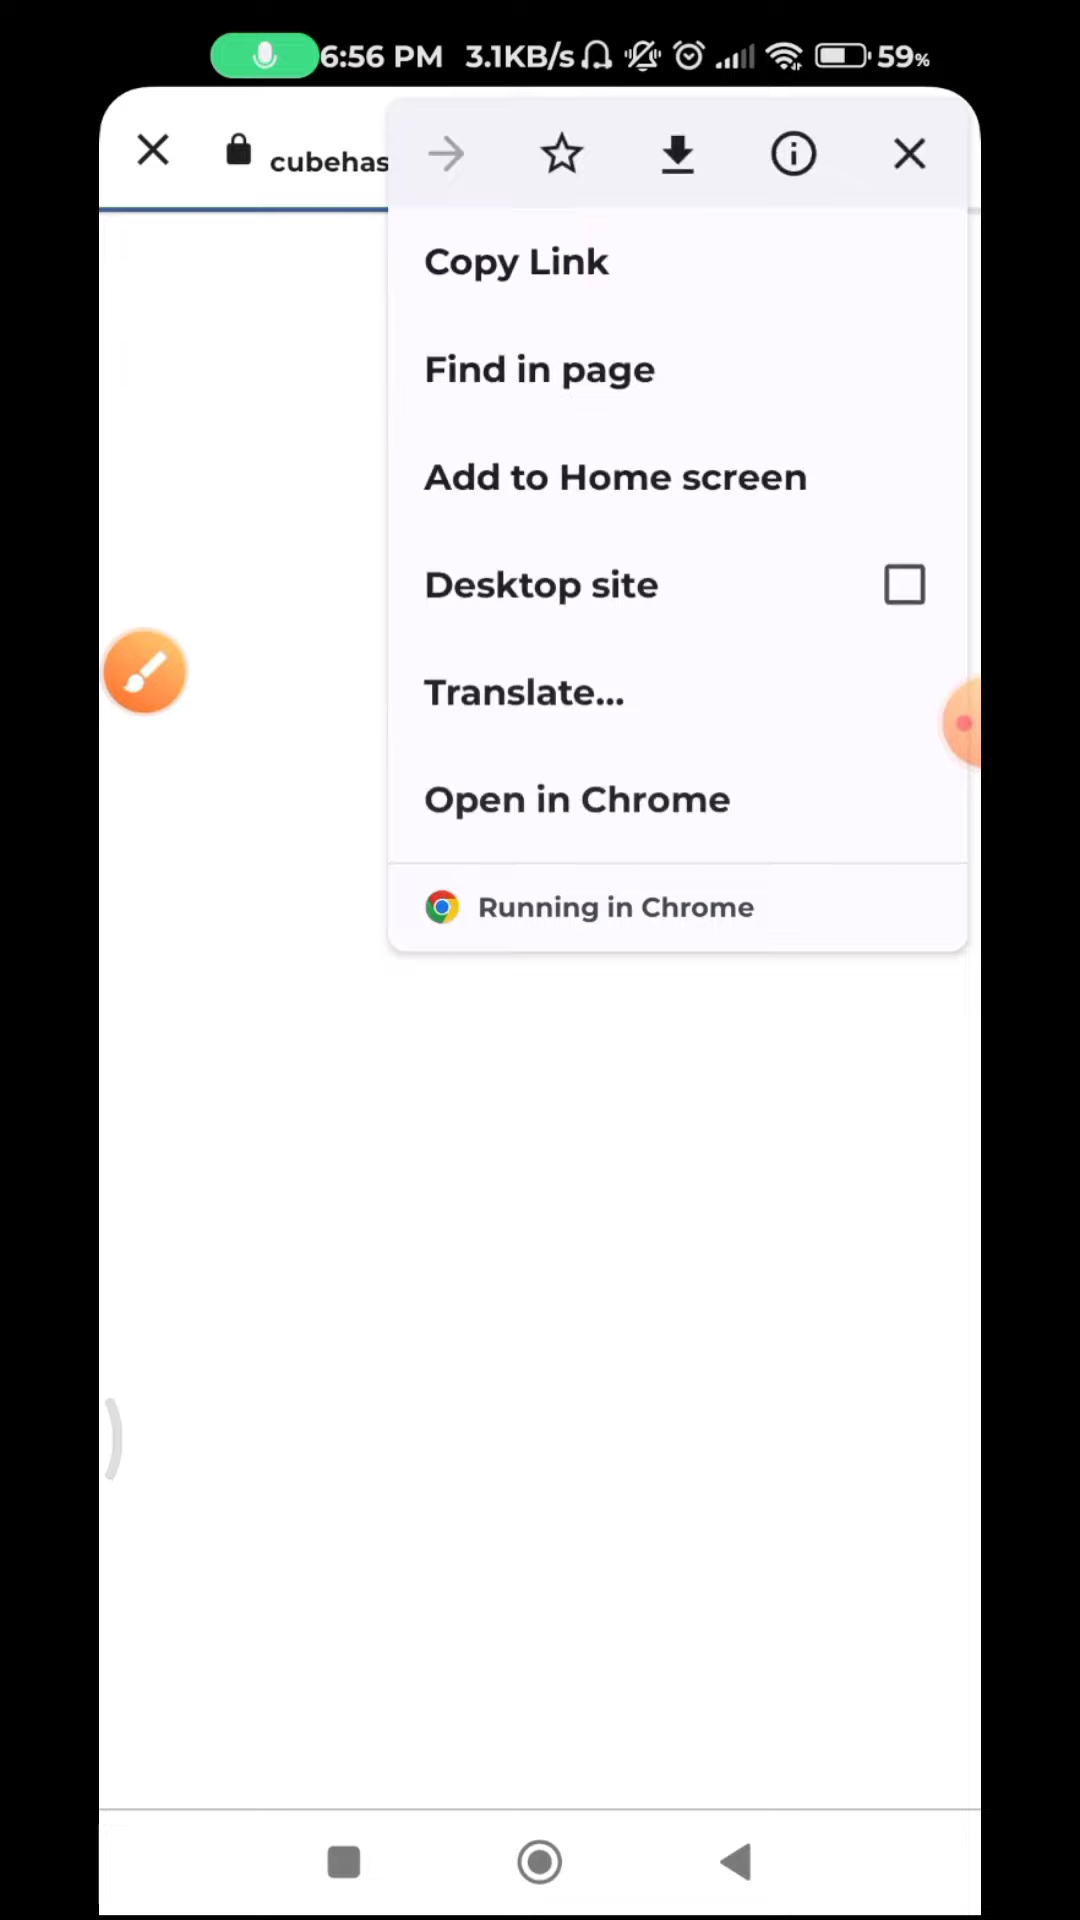 6:56 PM 3.1KB/s 59%
cubehas
Copy Link
Find in page
Add to Home screen
Desktop site
Translate...
Open in Chrome
Running in Chrome